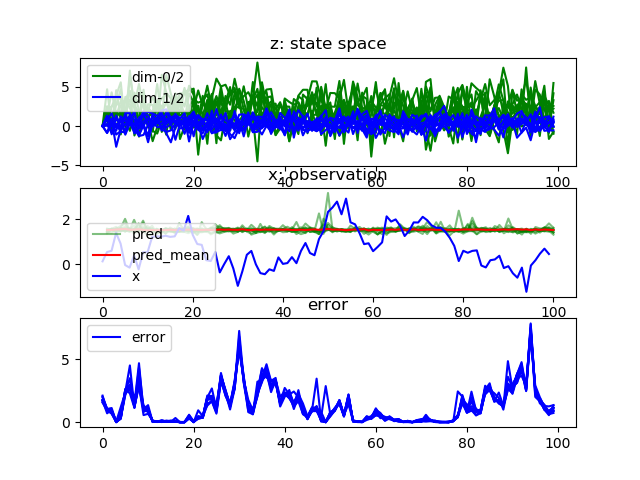 z: state space
dim-0/2
dim-1/2
5
0
−5
0 20 40 60 80 100
x: observation
pred
pred_mean
x
2
0
0 20 40 60 80 100
error
error
5
0
0 20 40 60 80 100